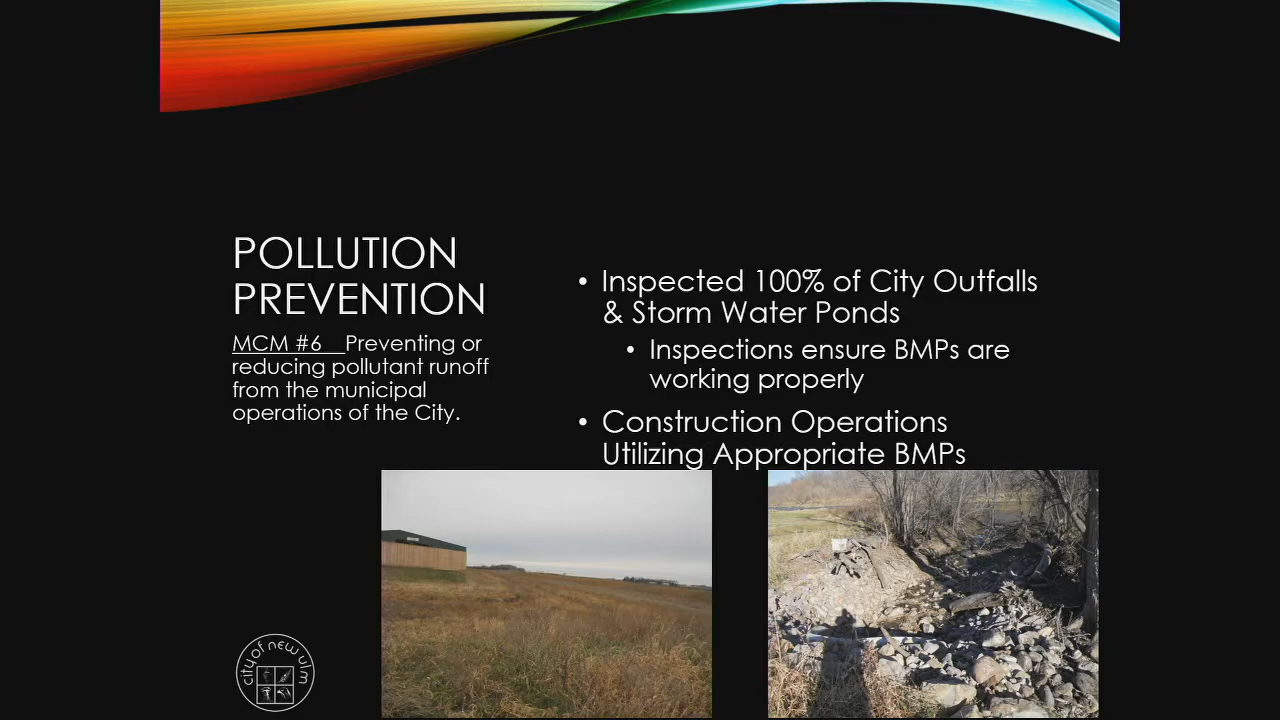 POLLUTION
PREVENTION
MCM #6 Preventing or
reducing pollutant runoff
from the municipal
operations of the City.
• Inspected 100% of City Outfalls
& Storm Water Ponds
• Inspections ensure BMPs are
working properly
• Construction Operations
Utilizing Appropriate BMPs
city of new ulm